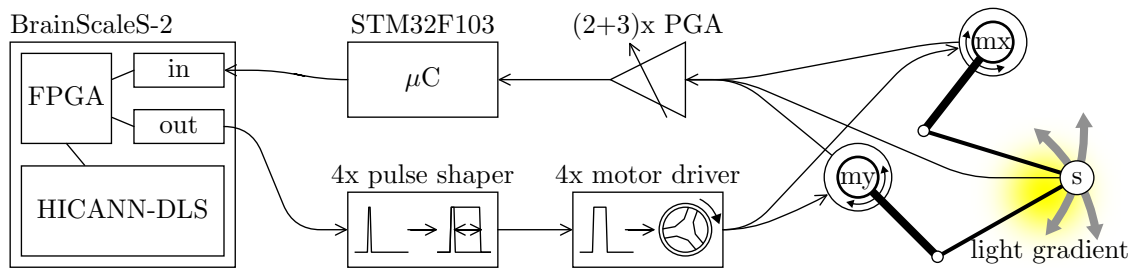 BrainScaleS-2
STM32F103
(2+3)x PGA
mx
in
FPGA
μC
out
4x pulse shaper
4x motor driver
my
s
HICANN-DLS
light gradient